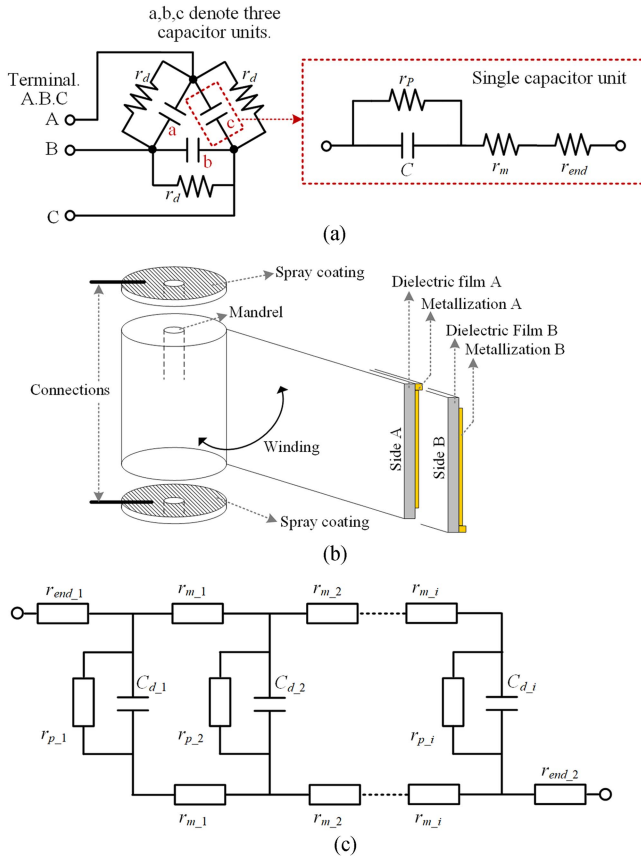 a,b,c denote three
capacitor units.
Terminal.
A.B.C
A
B
C
r_d
r_d
r_d
a
b
c
Single capacitor unit
r_P
C
r_m
r_end
(a)
Spray coating
Mandrel
Connections
Winding
Spray coating
Dielectric film A
Metallization A
Dielectric Film B
Metallization B
Side A
Side B
(b)
r_end_1
r_m_1
r_m_2
r_m_i
C_d_1
C_d_2
C_d_i
r_p_1
r_p_2
r_p_i
r_end_2
r_m_1
r_m_2
r_m_i
(c)